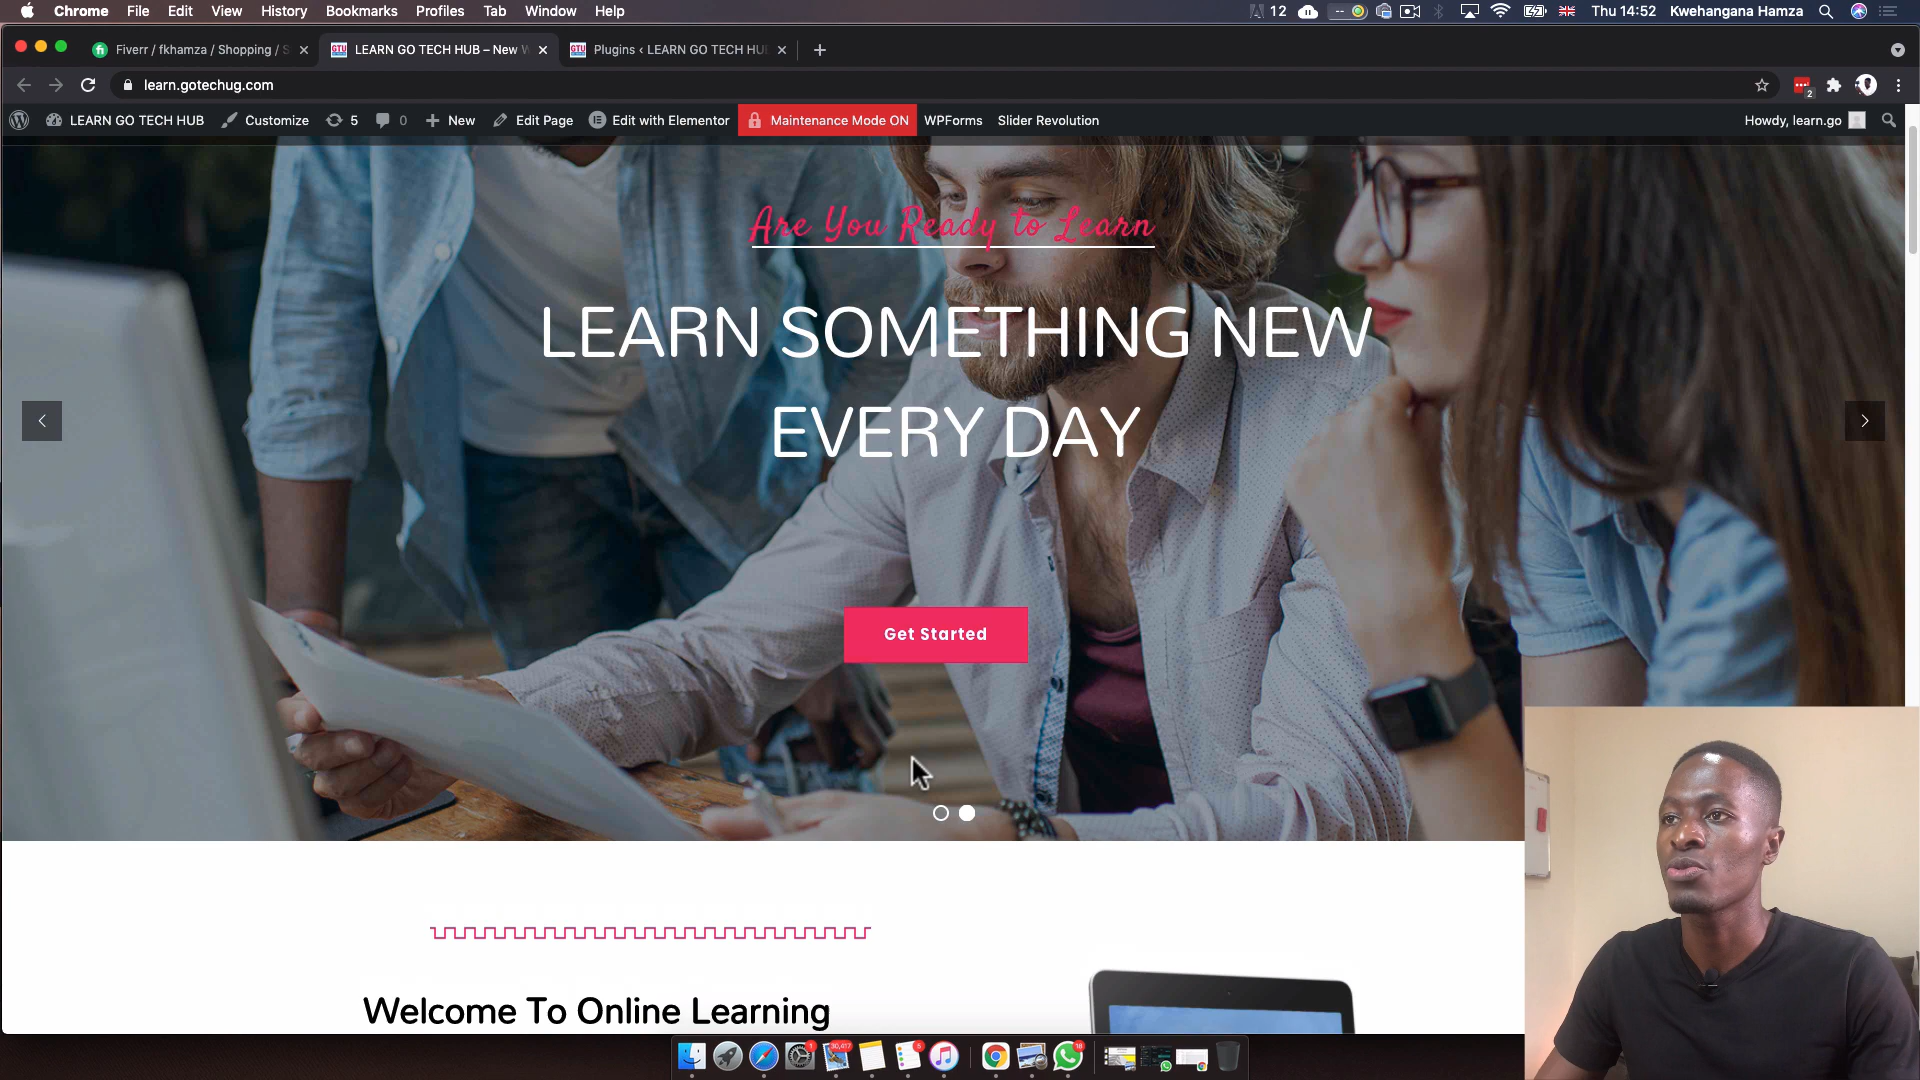 Chrome File Edit View History Bookmarks Profiles Tab Window Help
12 Thu 14:52 Kwehangana Hamza
Fiverr / fkhamza / Shopping / S
LEARN GO TECH HUB – New W
Plugins ‹ LEARN GO TECH HUB
learn.gotechug.com
2
LEARN GO TECH HUB Customize 5 0 New Edit Page Edit with Elementor Maintenance Mode ON WPForms Slider Revolution
Howdy, learn.go
Are You Ready to Learn
LEARN SOMETHING NEW
EVERY DAY
Get Started
Welcome To Online Learning